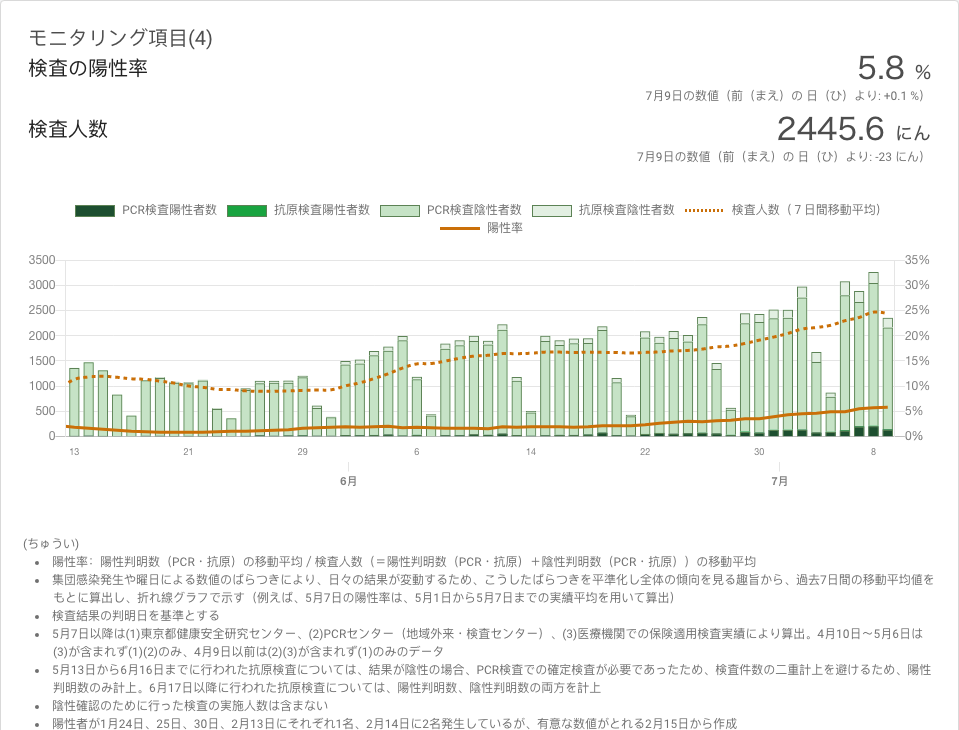 モニタリング項目(4)
検査の陽性率
5.8 %
7月9日の数値（前（まえ）の 日（ひ）より: +0.1 %）
検査人数
2445.6 にん
7月9日の数値（前（まえ）の 日（ひ）より: -23 にん）
PCR検査陽性者数 抗原検査陽性者数 PCR検査陰性者数 抗原検査陰性者数 検査人数（７日間移動平均）
陽性率
3500 35%
3000 30%
2500 25%
2000 20%
1500 15%
1000 10%
500 5%
0 0%
13 21 29 6 14 22 30 8
6月 7月
(ちゅうい)
• 陽性率：陽性判明数（PCR・抗原）の移動平均 / 検査人数（＝陽性判明数（PCR・抗原）＋陰性判明数（PCR・抗原））の移動平均
• 集団感染発生や曜日による数値のばらつきにより、日々の結果が変動するため、こうしたばらつきを平準化し全体の傾向を見る趣旨から、過去7日間の移動平均値を
もとに算出し、折れ線グラフで示す（例えば、5月7日の陽性率は、5月1日から5月7日までの実績平均を用いて算出）
• 検査結果の判明日を基準とする
• 5月7日以降は(1)東京都健康安全研究センター、(2)PCRセンター（地域外来・検査センター）、(3)医療機関での保険適用検査実績により算出。4月10日～5月6日は
(3)が含まれず(1)(2)のみ、4月9日以前は(2)(3)が含まれず(1)のみのデータ
• 5月13日から6月16日までに行われた抗原検査については、結果が陰性の場合、PCR検査での確定検査が必要であったため、検査件数の二重計上を避けるため、陽性
判明数のみ計上。6月17日以降に行われた抗原検査については、陽性判明数、陰性判明数の両方を計上
• 陰性確認のために行った検査の実施人数は含まない
• 陽性者が1月24日、25日、30日、2月13日にそれぞれ1名、2月14日に2名発生しているが、有意な数値がとれる2月15日から作成